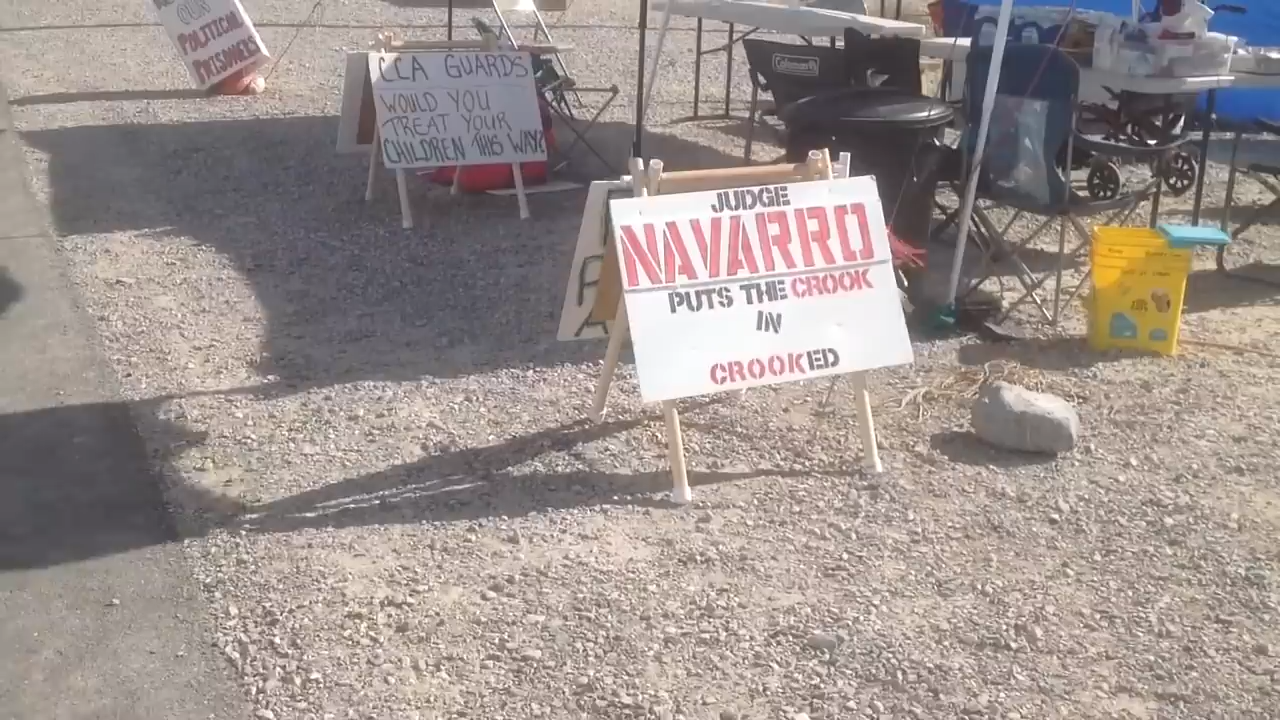 OUR
POLITICAL
PRISONERS
CCA GUARDS
WOULD YOU
TREAT YOUR
CHILDREN THIS WAY?
Coleman
JUDGE
NAVARRO
PUTS THE CROOK
IN
CROOKED